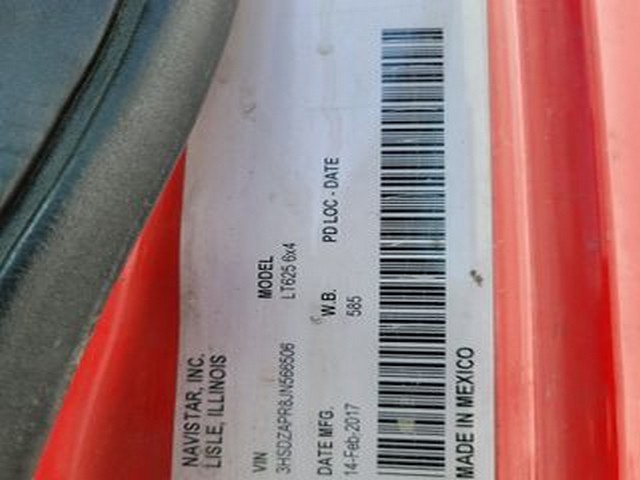 NAVISTAR, INC.
LISLE, ILLINOIS
VIN MODEL
3HSDZAPR8JN566506 LT625 6x4
DATE MFG. W.B. PD LOC - DATE
14-Feb-2017 585
MADE IN MEXICO